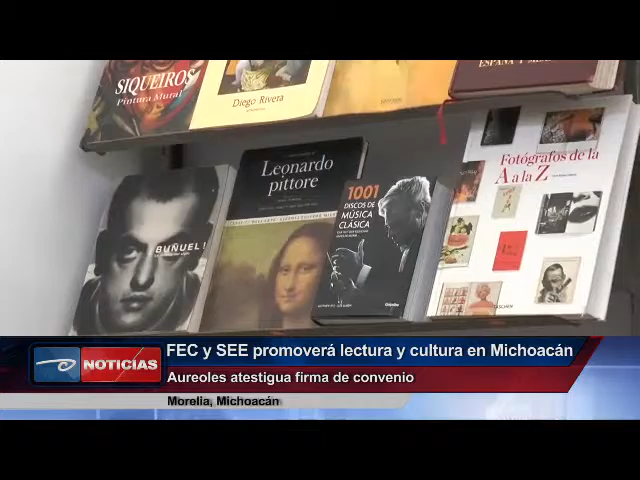 SIQUEIROS
Pintura Mural
Diego Rivera
ESPAÑA Y
BUÑUEL!
Leonardo
pittore
1001
DISCOS DE
MÚSICA
CLÁSICA
Fotógrafos de la
A a la Z
TASCHEN
NOTICIAS
FEC y SEE promoverá lectura y cultura en Michoacán
Aureoles atestigua firma de convenio
Morelia, Michoacán